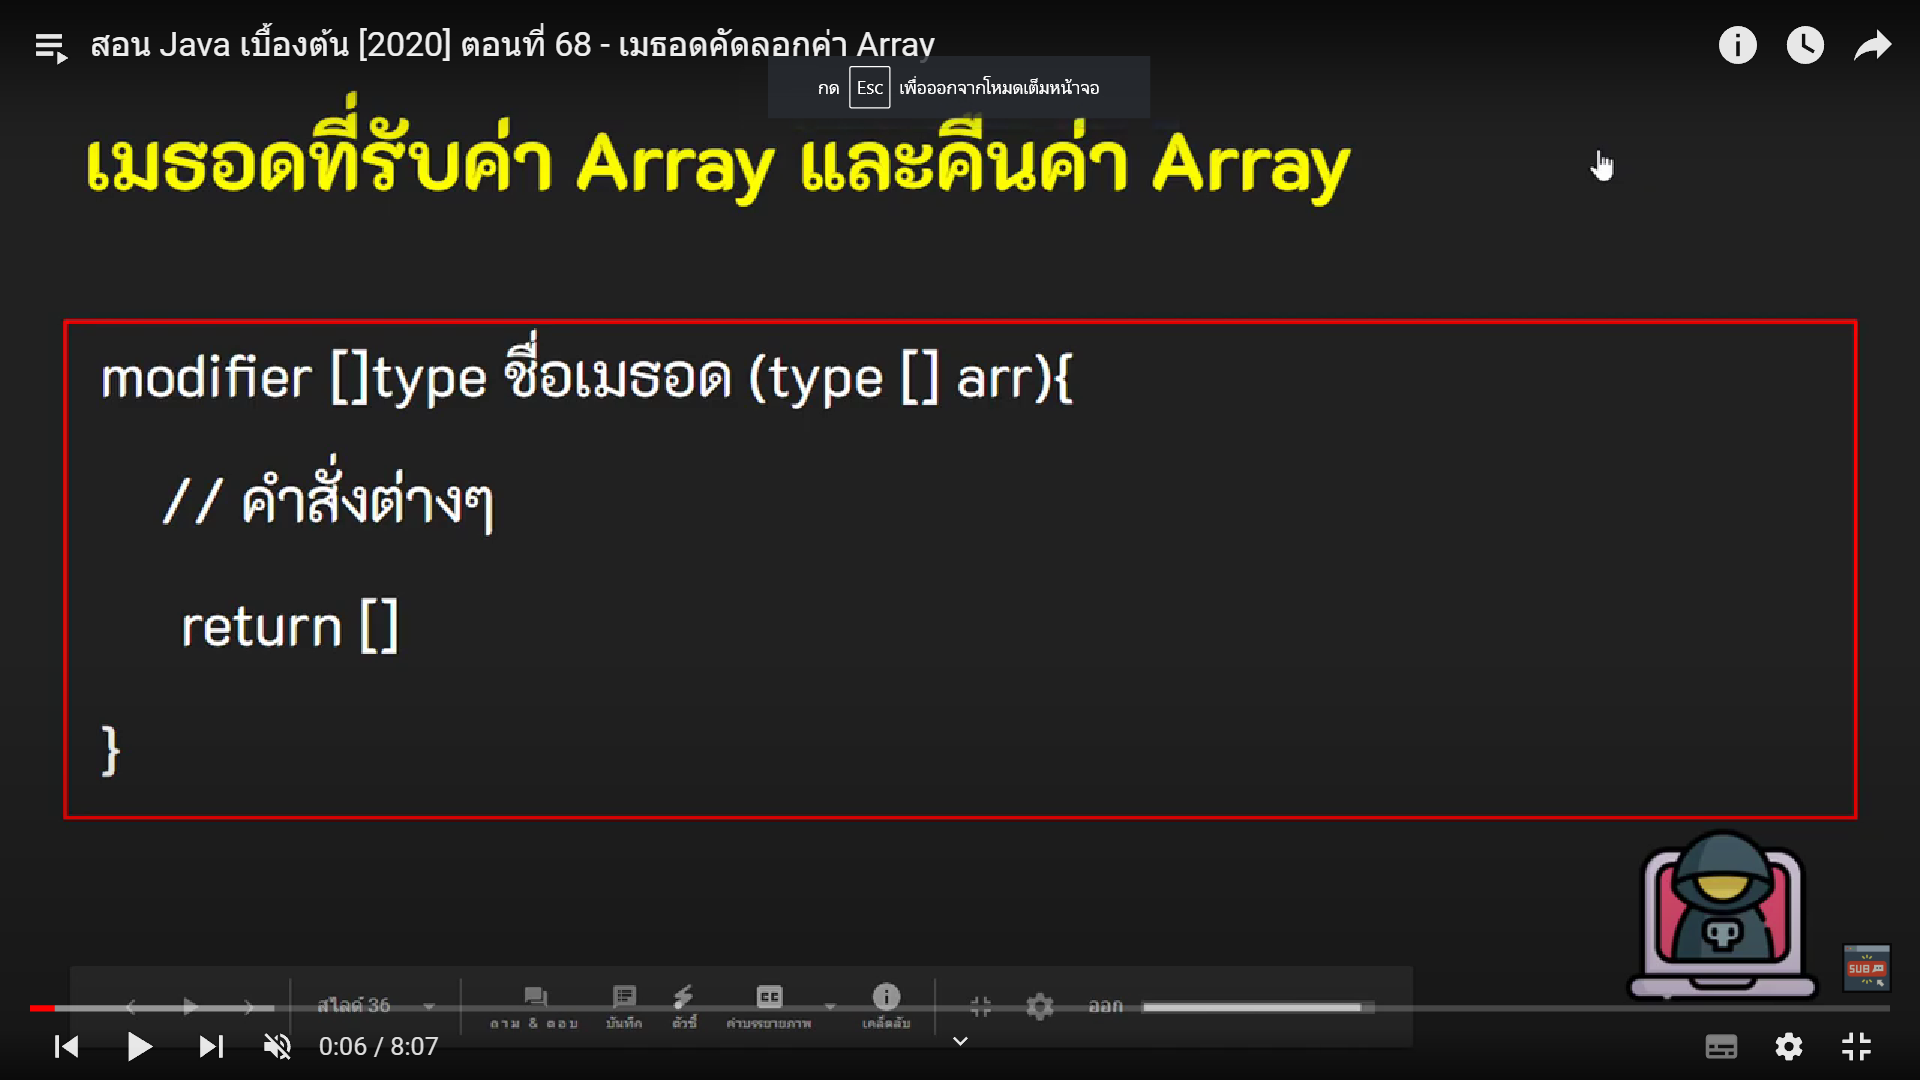 สอน Java เบื้องต้น [2020] ตอนที่ 68 - เมธอดคัดลอกค่า Array
กด Esc เพื่อออกจากโหมดเต็มหน้าจอ
เมธอดที่รับค่า Array และคืนค่า Array
modifier []type ชื่อเมธอด (type [] arr){
// คำสั่งต่างๆ
return []
}
SUB
สไลด์ 36
ถาม & ตอบ
บันทึก
ตัวชี้
คำบรรยายภาพ
เคล็ดลับ
ออก
0:06 / 8:07